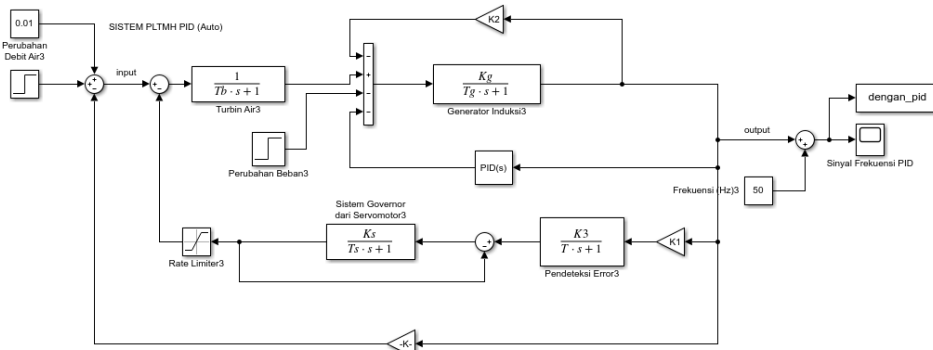 0.01
SISTEM PLTMH PID (Auto)
Perubahan
Debit Air3
input
1
Tb · s + 1
Turbin Air3
K2
Kg
Tg · s + 1
Generator Induksi3
Perubahan Beban3
PID(s)
output
dengan_pid
Sinyal Frekuensi PID
Frekuensi (Hz)3
50
Sistem Governor
dari Servomotor3
Ks
Ts · s + 1
Rate Limiter3
K3
T · s + 1
Pendeteksi Error3
K1
-K-